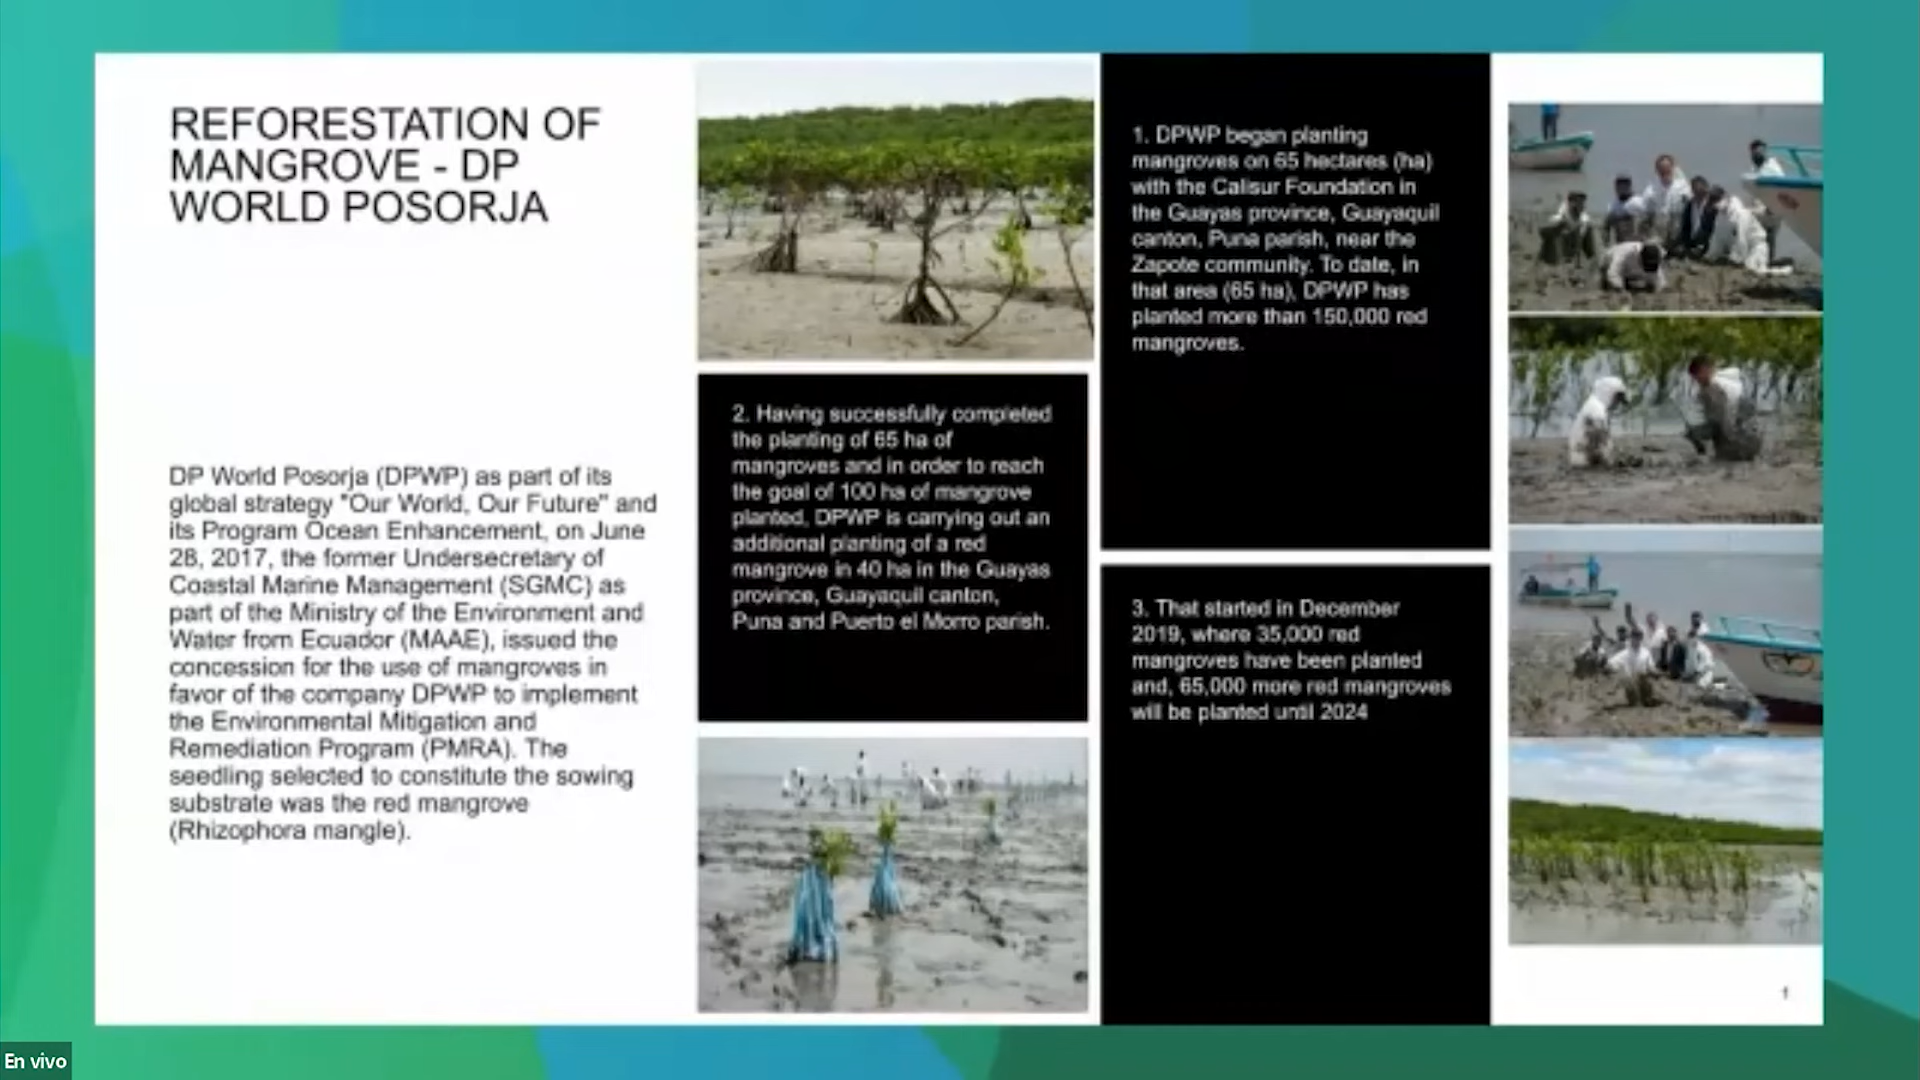 REFORESTATION OF
MANGROVE - DP
WORLD POSORJA
DP World Posorja (DPWP) as part of its
global strategy "Our World, Our Future" and
its Program Ocean Enhancement, on June
28, 2017, the former Undersecretary of
Coastal Marine Management (SGMC) as
part of the Ministry of the Environment and
Water from Ecuador (MAAE), issued the
concession for the use of mangroves in
favor of the company DPWP to implement
the Environmental Mitigation and
Remediation Program (PMRA). The
seedling selected to constitute the sowing
substrate was the red mangrove
(Rhizophora mangle).
1. DPWP began planting
mangroves on 65 hectares (ha)
with the Calisur Foundation in
the Guayas province, Guayaquil
canton, Puna parish, near the
Zapote community. To date, in
that area (65 ha), DPWP has
planted more than 150,000 red
mangroves.
2. Having successfully completed
the planting of 65 ha of
mangroves and in order to reach
the goal of 100 ha of mangrove
planted, DPWP is carrying out an
additional planting of a red
mangrove in 40 ha in the Guayas
province, Guayaquil canton,
Puna and Puerto el Morro parish.
3. That started in December
2019, where 35,000 red
mangroves have been planted
and, 65,000 more red mangroves
will be planted until 2024
1
En vivo